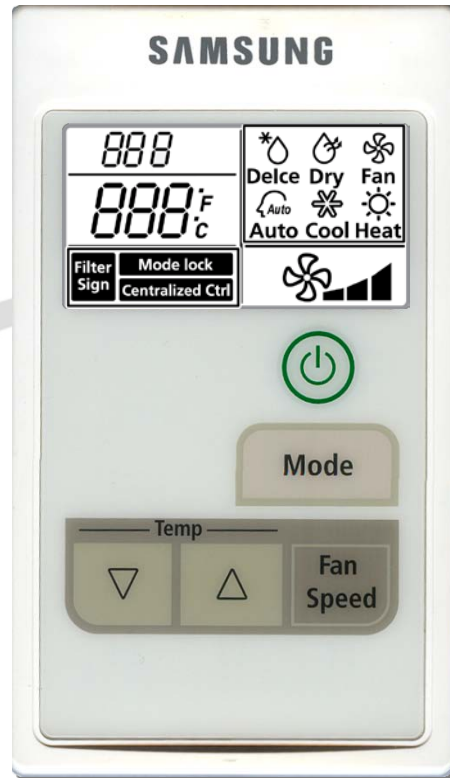 SAMSUNG
888
888°F
C
Delce Dry Fan
Auto
Auto Cool Heat
Filter Sign
Mode lock
Centralized Ctrl
Mode
Temp
Fan
Speed